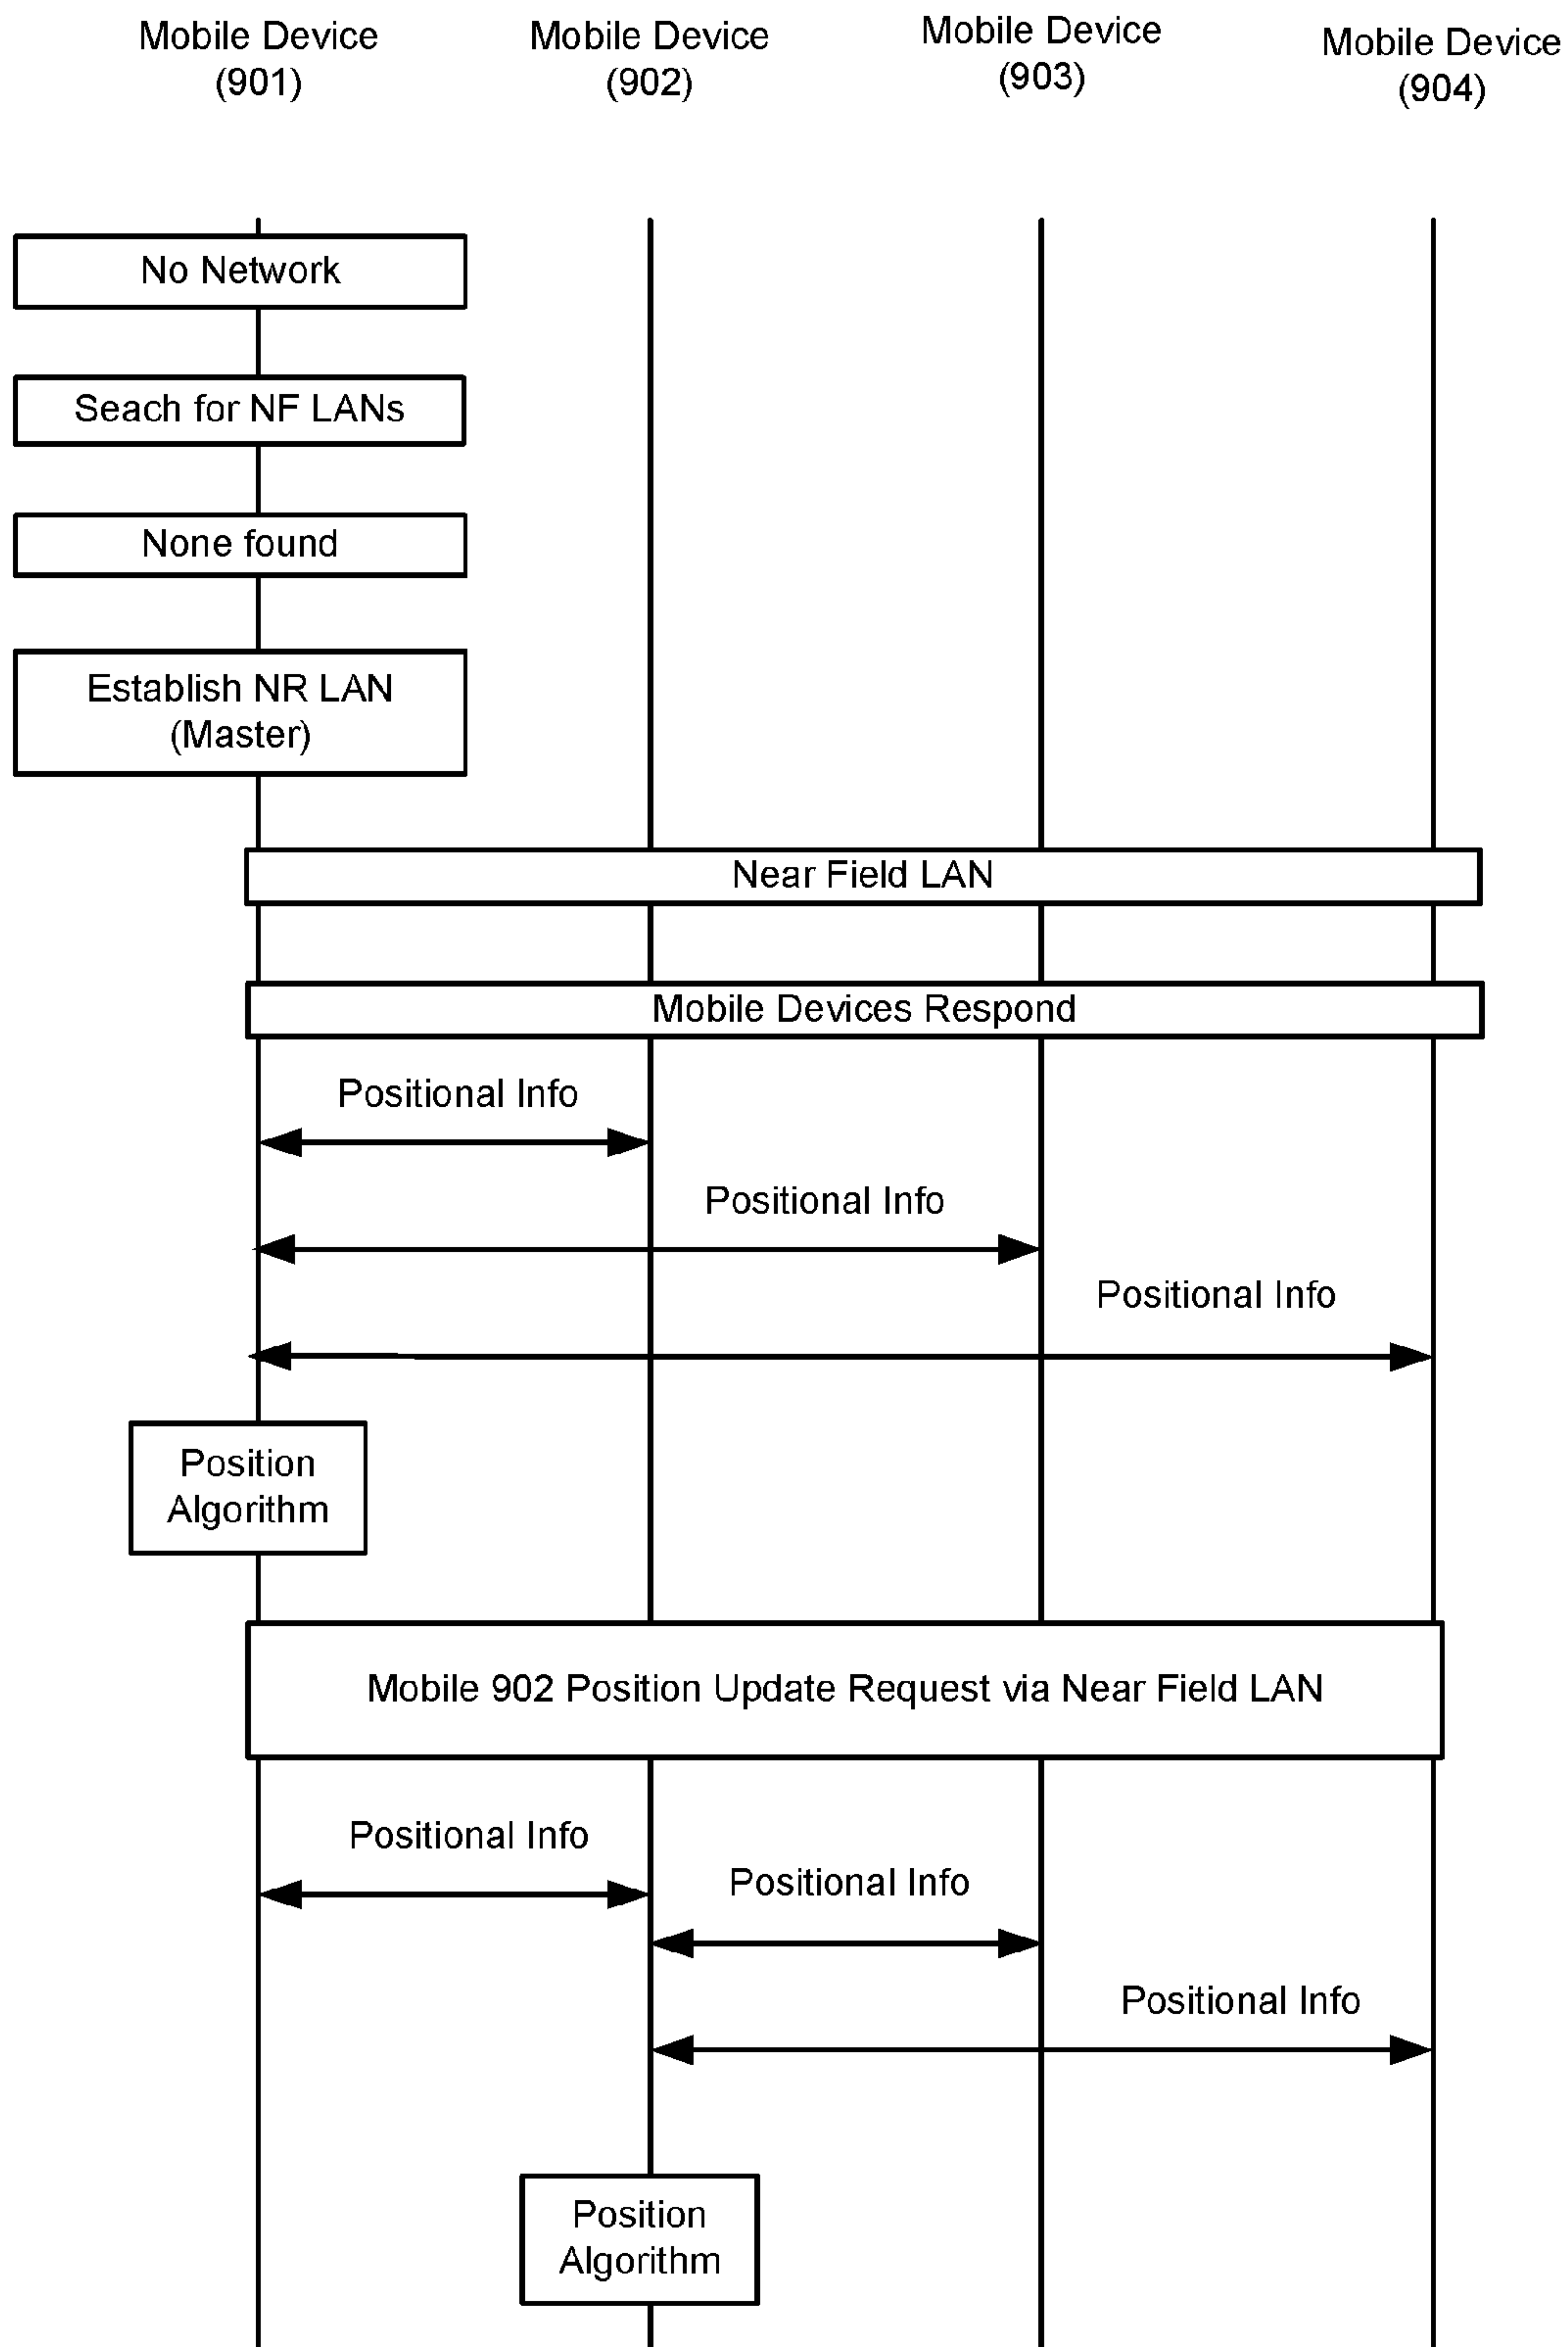 Mobile Device
(901)
Mobile Device
(902)
Mobile Device
(903)
Mobile Device
(904)
No Network
Seach for NF LANs
None found
Establish NR LAN
(Master)
Near Field LAN
Mobile Devices Respond
Positional Info
Positional Info
Positional Info
Position
Algorithm
Mobile 902 Position Update Request via Near Field LAN
Positional Info
Positional Info
Positional Info
Position
Algorithm